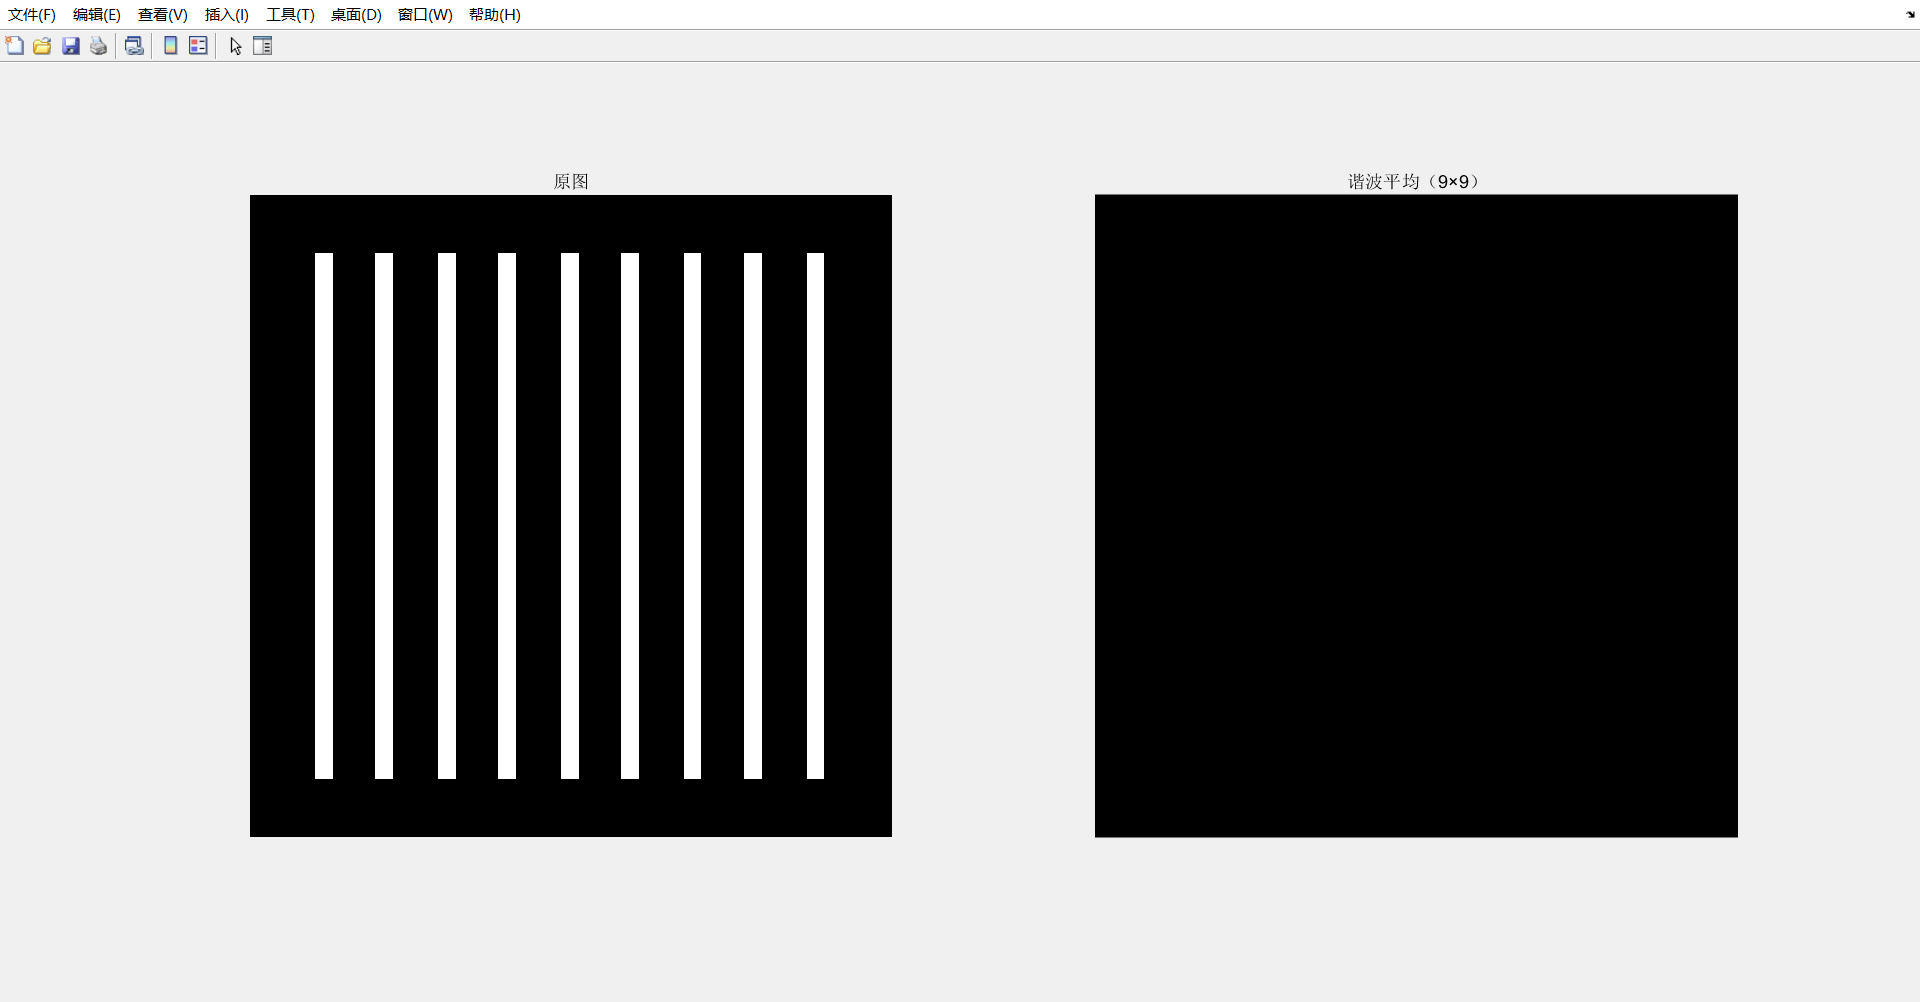 文件(F) 编辑(E) 查看(V) 插入(I) 工具(T) 桌面(D) 窗口(W) 帮助(H)
原图
谐波平均（9×9）